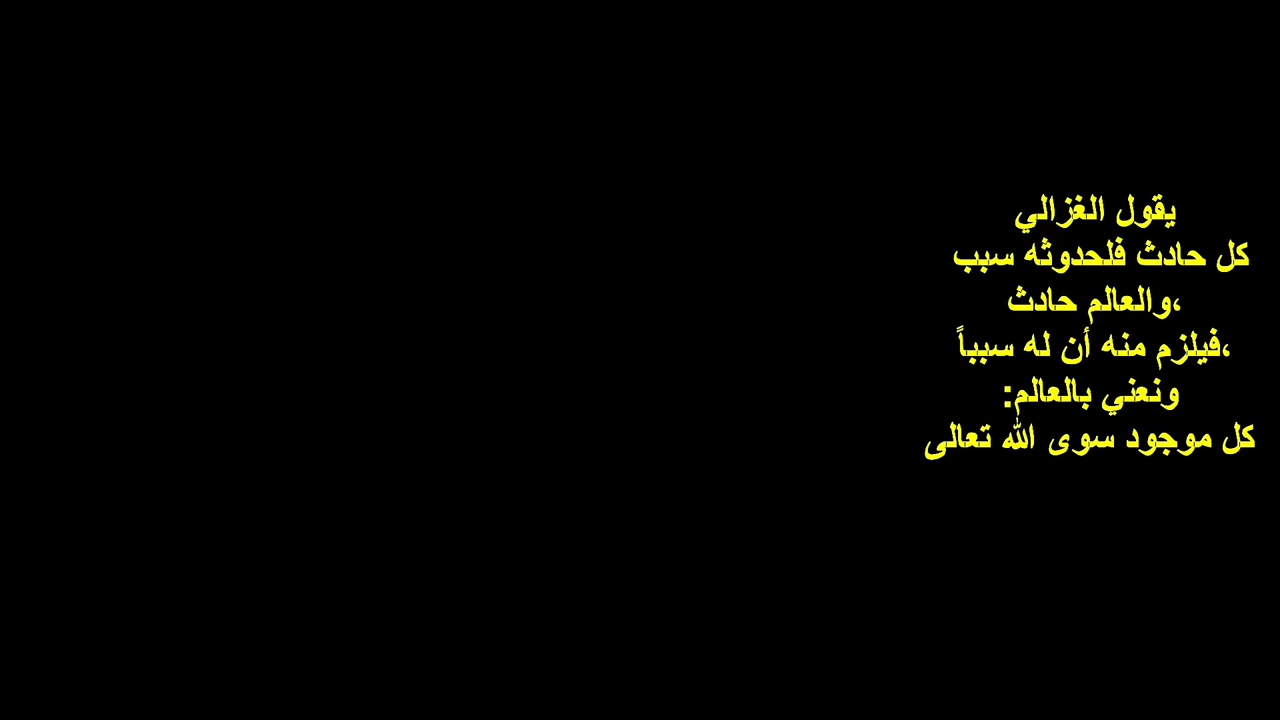 يقول الغزالي
كل حادث فلحدوثه سبب
،والعالم حادث
،فيلزم منه أن له سبباً
ونعني بالعالم:
كل موجود سوى الله تعالى